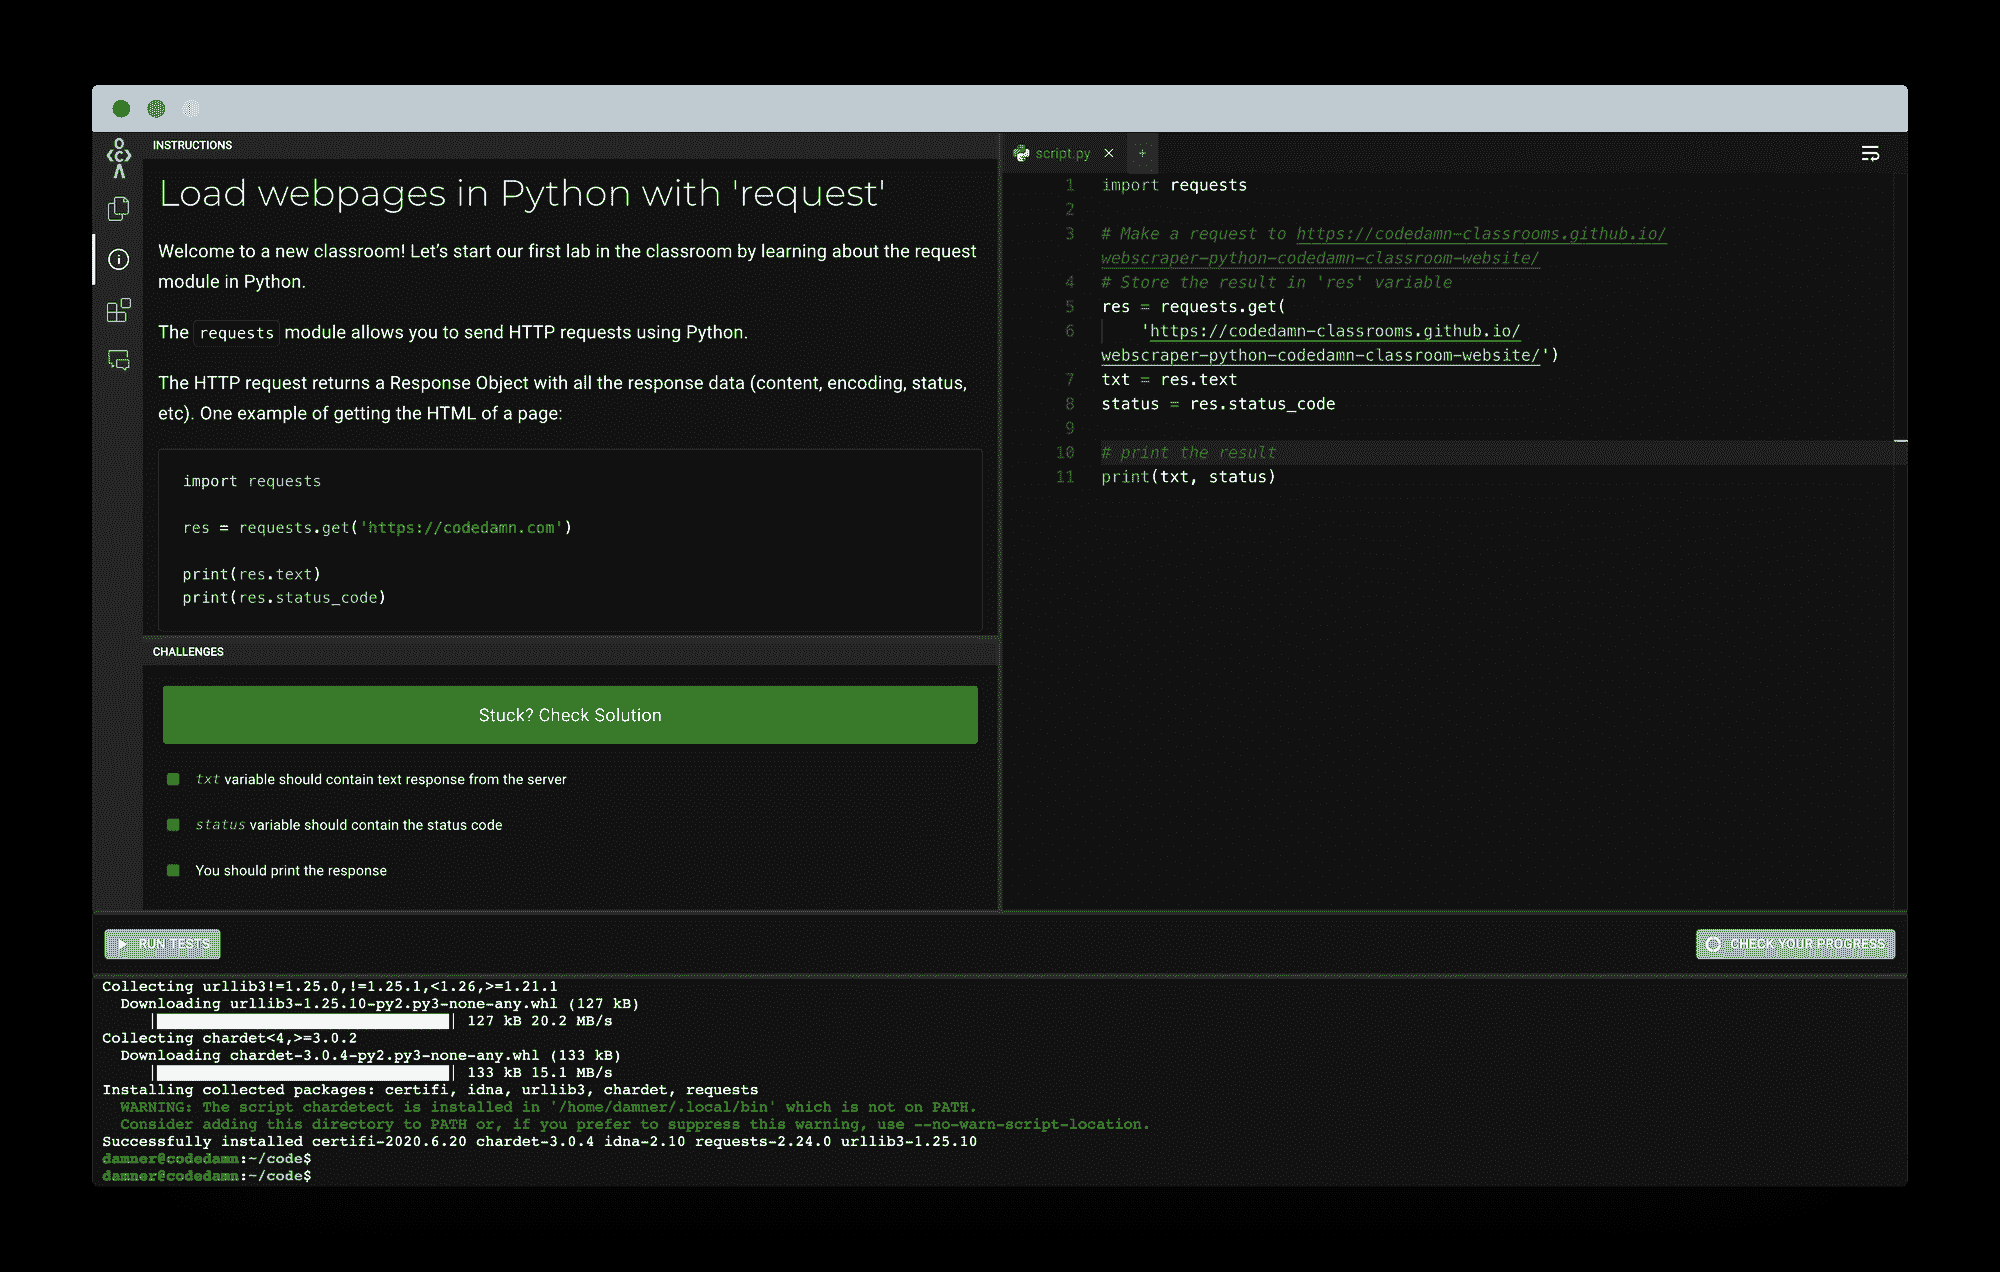 INSTRUCTIONS
Load webpages in Python with 'request'
Welcome to a new classroom! Let’s start our first lab in the classroom by learning about the request
module in Python.
The requests module allows you to send HTTP requests using Python.
The HTTP request returns a Response Object with all the response data (content, encoding, status,
etc). One example of getting the HTML of a page:
import requests
res = requests.get('https://codedamn.com')
print(res.text)
print(res.status_code)
CHALLENGES
Stuck? Check Solution
txt variable should contain text response from the server
status variable should contain the status code
You should print the response
script.py
1 import requests
2
3 # Make a request to https://codedamn-classrooms.github.io/
webscraper-python-codedamn-classroom-website/
4 # Store the result in 'res' variable
5 res = requests.get(
6 'https://codedamn-classrooms.github.io/
webscraper-python-codedamn-classroom-website/')
7 txt = res.text
8 status = res.status_code
9
10 # print the result
11 print(txt, status)
RUN TESTS
CHECK YOUR PROGRESS
Collecting urllib3!=1.25.0,!=1.25.1,<1.26,>=1.21.1
Downloading urllib3-1.25.10-py2.py3-none-any.whl (127 kB)
| | 127 kB 20.2 MB/s
Collecting chardet<4,>=3.0.2
Downloading chardet-3.0.4-py2.py3-none-any.whl (133 kB)
| | 133 kB 15.1 MB/s
Installing collected packages: certifi, idna, urllib3, chardet, requests
WARNING: The script chardetect is installed in '/home/damner/.local/bin' which is not on PATH.
Consider adding this directory to PATH or, if you prefer to suppress this warning, use --no-warn-script-location.
Successfully installed certifi-2020.6.20 chardet-3.0.4 idna-2.10 requests-2.24.0 urllib3-1.25.10
damner@codedamn:~/code$
damner@codedamn:~/code$